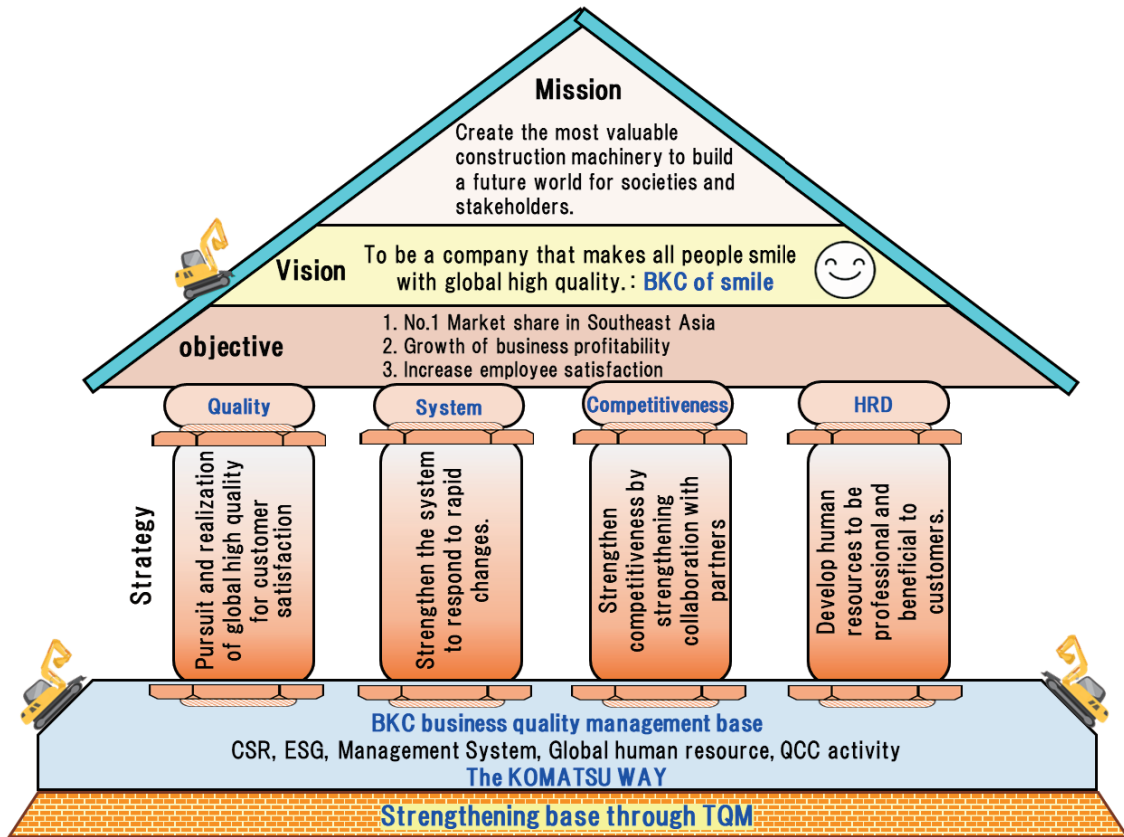 Mission
Create the most valuable
construction machinery to build
a future world for societies and
stakeholders.
Vision
To be a company that makes all people smile
with global high quality.: BKC of smile
objective
1. No.1 Market share in Southeast Asia
2. Growth of business profitability
3. Increase employee satisfaction
Quality
System
Competitiveness
HRD
Strategy
Pursuit and realization
of global high quality
for customer
satisfaction
Strengthen the system
to respond to rapid
changes.
Strengthen
competitiveness by
strengthening
collaboration with
partners
Develop human
resources to be
professional and
beneficial to
customers.
BKC business quality management base
CSR, ESG, Management System, Global human resource, QCC activity
The KOMATSU WAY
Strengthening base through TQM